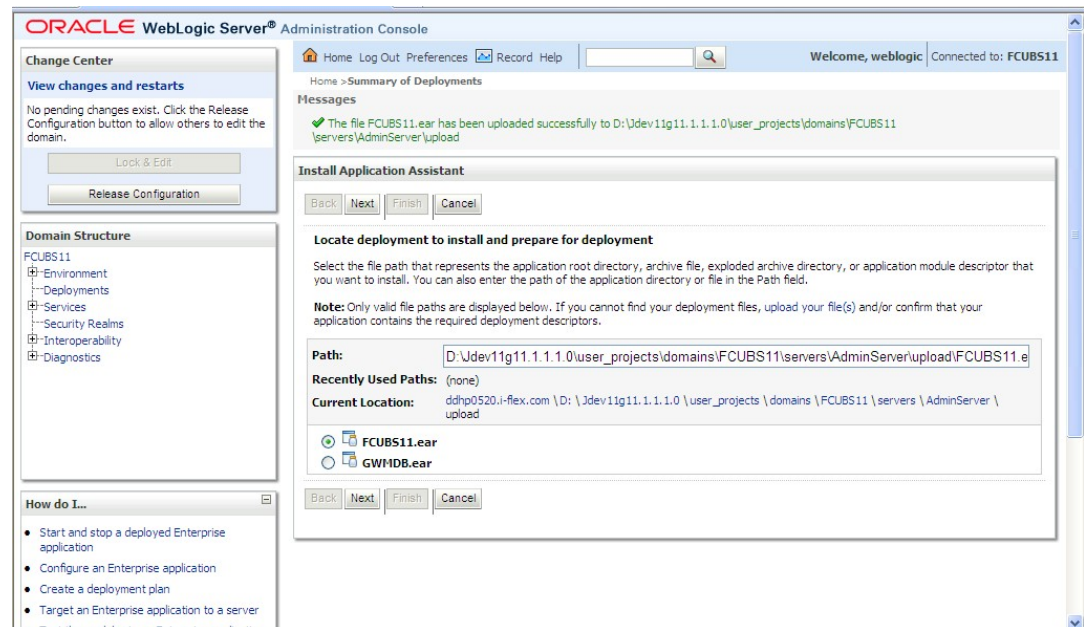 ORACLE WebLogic Server® Administration Console
Change Center
View changes and restarts
No pending changes exist. Click the Release
Configuration button to allow others to edit the
domain.
Lock & Edit
Release Configuration
Domain Structure
FCUBS11
Environment
Deployments
Services
Security Realms
Interoperability
Diagnostics
How do I...
Start and stop a deployed Enterprise
application
Configure an Enterprise application
Create a deployment plan
Target an Enterprise application to a server
Home Log Out Preferences Record Help
Welcome, weblogic Connected to: FCUBS11
Home >Summary of Deployments
Messages
The file FCUBS11.ear has been uploaded successfully to D:\Jdev11g11.1.1.1.0\user_projects\domains\FCUBS11
\servers\AdminServer\upload
Install Application Assistant
Back Next Finish Cancel
Locate deployment to install and prepare for deployment
Select the file path that represents the application root directory, archive file, exploded archive directory, or application module descriptor that
you want to install. You can also enter the path of the application directory or file in the Path field.
Note: Only valid file paths are displayed below. If you cannot find your deployment files, upload your file(s) and/or confirm that your
application contains the required deployment descriptors.
Path: D:\Jdev11g11.1.1.1.0\user_projects\domains\FCUBS11\servers\AdminServer\upload\FCUBS11.e
Recently Used Paths: (none)
Current Location: ddhp0520.i-flex.com \D: \Jdev11g11.1.1.1.0 \user_projects \domains \FCUBS11 \servers \AdminServer \
upload
FCUBS11.ear
GWMDB.ear
Back Next Finish Cancel